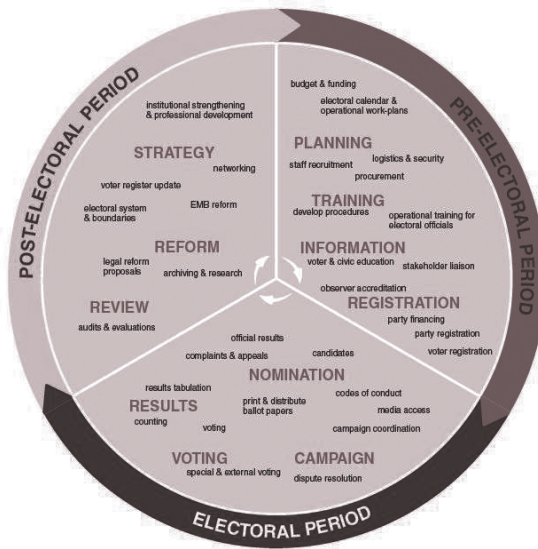 POST-ELECTORAL PERIOD
institutional strengthening
& professional development
STRATEGY
networking
voter register update
EMB reform
electoral system
& boundaries
REFORM
legal reform
proposals
archiving & research
REVIEW
audits & evaluations
PRE-ELECTORAL PERIOD
budget & funding
electoral calendar &
operational work-plans
PLANNING
logistics & security
staff recruitment
procurement
TRAINING
develop procedures
operational training for
electoral officials
INFORMATION
voter & civic education
stakeholder liaison
observer accreditation
REGISTRATION
party financing
party registration
voter registration
official results
complaints & appeals
candidates
NOMINATION
results tabulation
codes of conduct
RESULTS
print & distribute
ballot papers
media access
counting
voting
campaign coordination
VOTING
CAMPAIGN
special & external voting
dispute resolution
ELECTORAL PERIOD